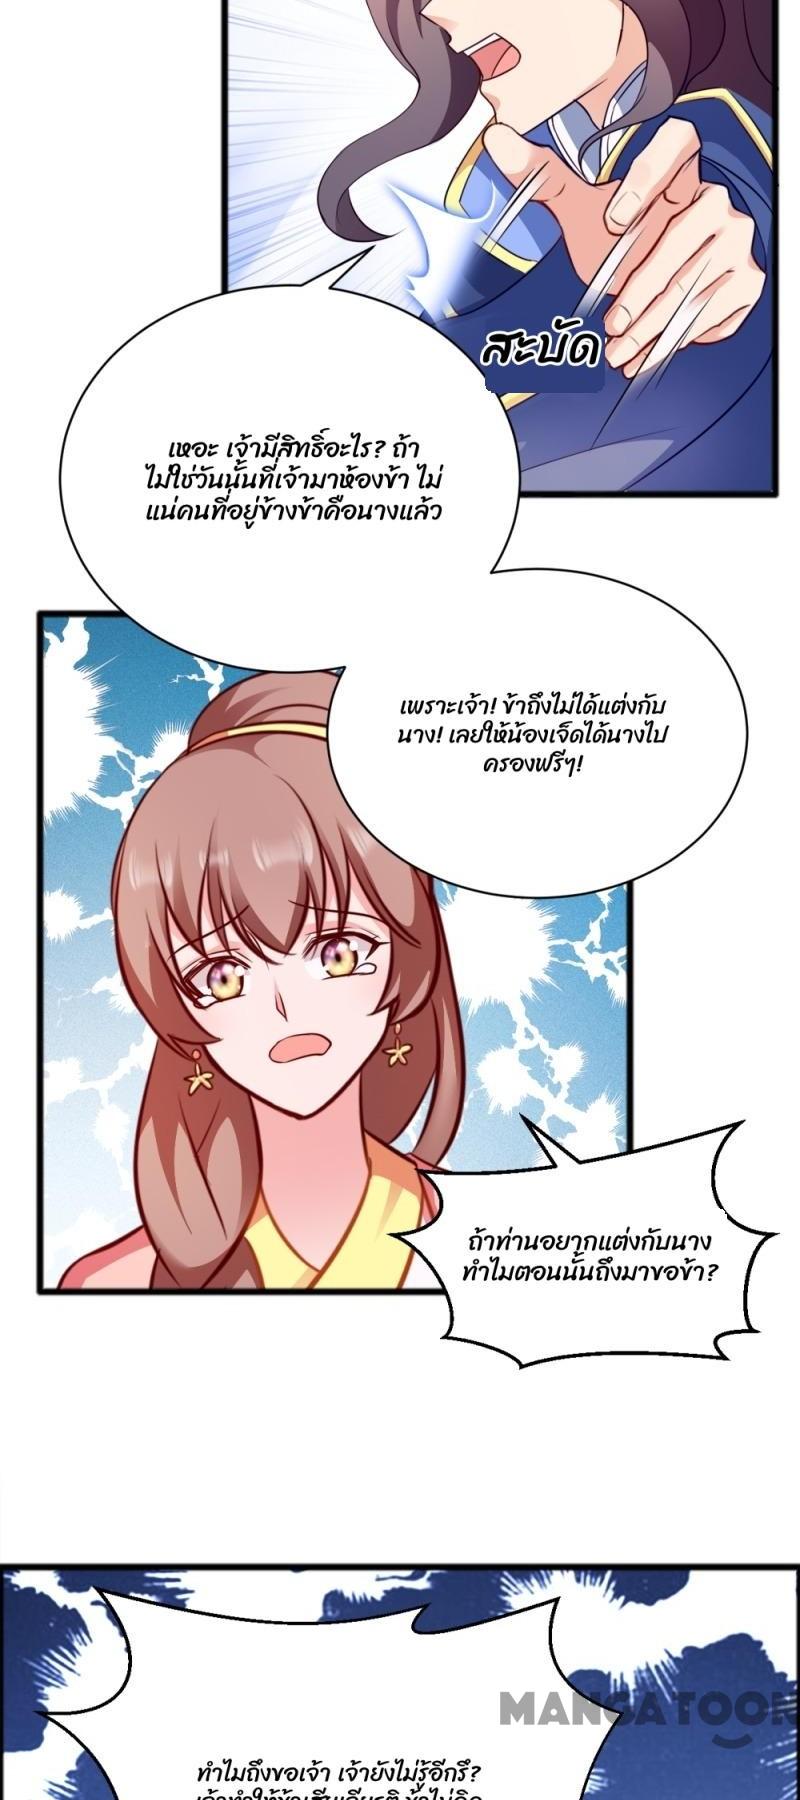 สะบัด
เหอะ เจ้ามีสิทธิ์อะไร? ถ้า
ไม่ใช่วันนั้นที่เจ้ามาห้องข้า ไม่
แน่คนที่อยู่ข้างข้าคือนางแล้ว
เพราะเจ้า! ข้าถึงไม่ได้แต่งกับ
นาง! เลยให้น้องเจ็ดได้นางไป
ครองฟรีๆ!
ถ้าท่านอยากแต่งกับนาง
ทำไมตอนนั้นถึงมาขอข้า?
MANGATOON
ทำไมถึงขอเจ้า เจ้ายังไม่รู้อีกรึ?